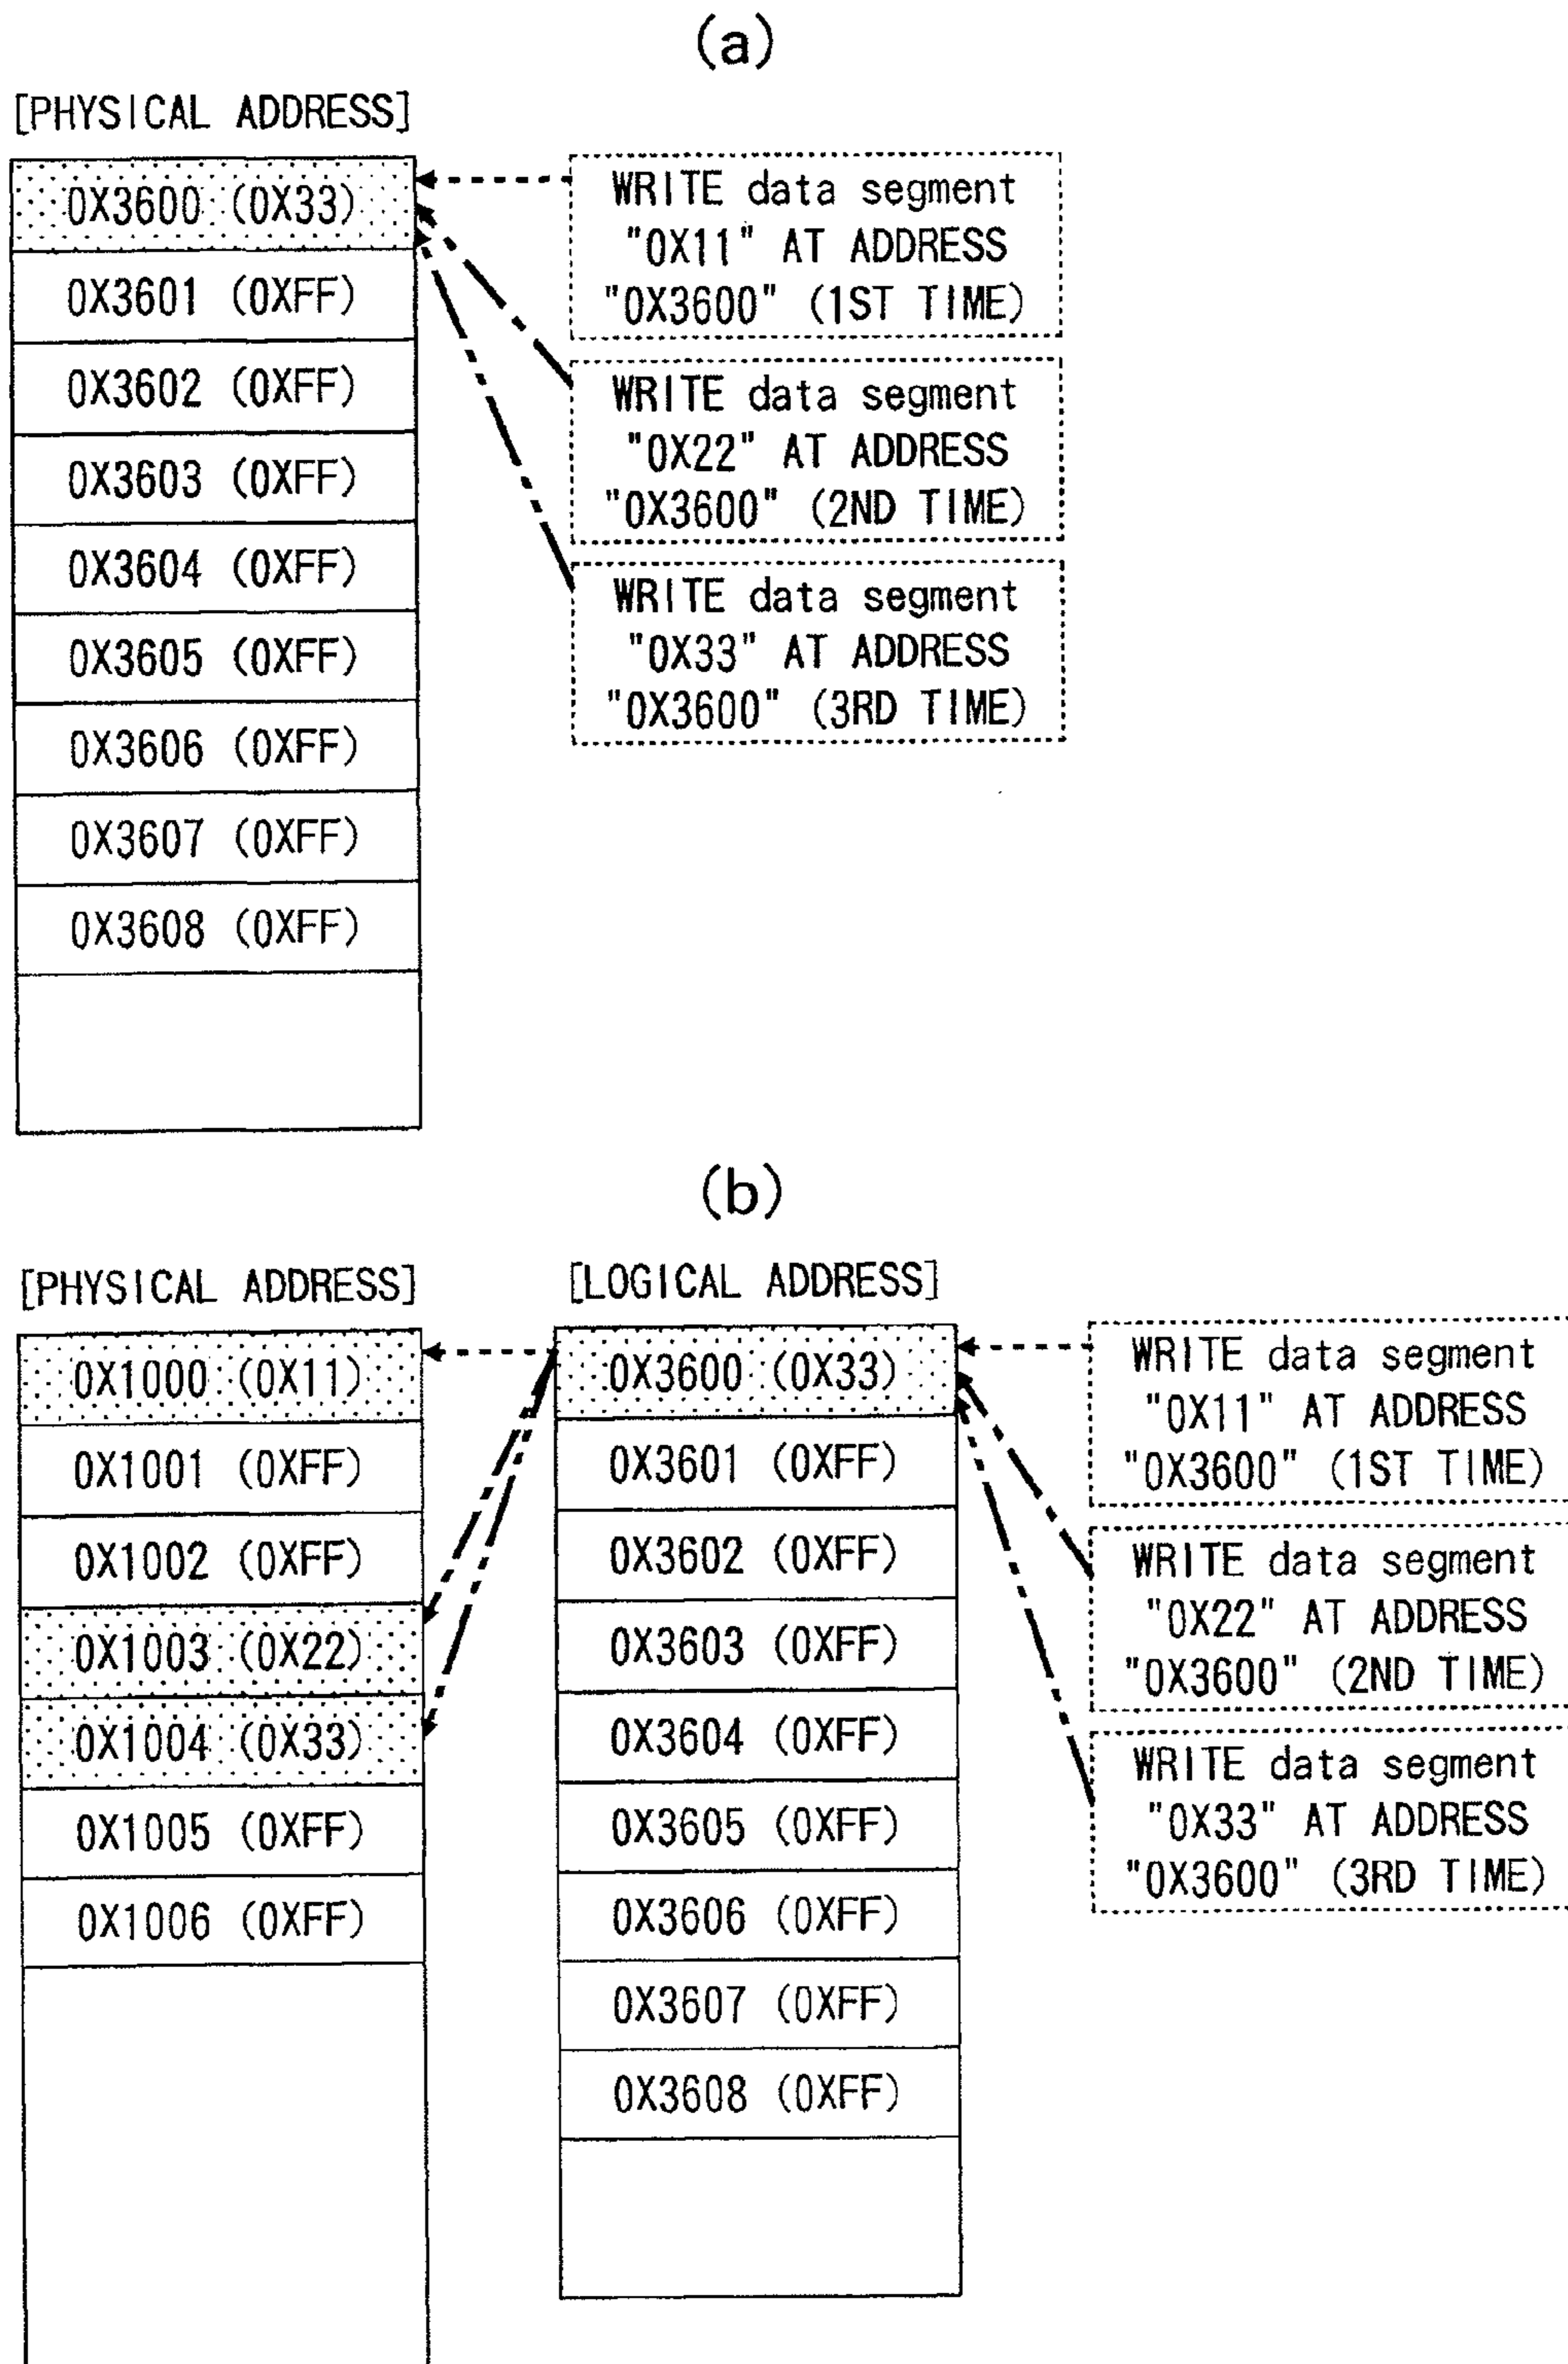 (a)
[PHYSICAL ADDRESS]
0X3600 (0X33)
0X3601 (0XFF)
0X3602 (0XFF)
0X3603 (0XFF)
0X3604 (0XFF)
0X3605 (0XFF)
0X3606 (0XFF)
0X3607 (0XFF)
0X3608 (0XFF)
WRITE data segment
"0X11" AT ADDRESS
"0X3600" (1ST TIME)
WRITE data segment
"0X22" AT ADDRESS
"0X3600" (2ND TIME)
WRITE data segment
"0X33" AT ADDRESS
"0X3600" (3RD TIME)
(b)
[PHYSICAL ADDRESS]
0X1000 (0X11)
0X1001 (0XFF)
0X1002 (0XFF)
0X1003 (0X22)
0X1004 (0X33)
0X1005 (0XFF)
0X1006 (0XFF)
[LOGICAL ADDRESS]
0X3600 (0X33)
0X3601 (0XFF)
0X3602 (0XFF)
0X3603 (0XFF)
0X3604 (0XFF)
0X3605 (0XFF)
0X3606 (0XFF)
0X3607 (0XFF)
0X3608 (0XFF)
WRITE data segment
"0X11" AT ADDRESS
"0X3600" (1ST TIME)
WRITE data segment
"0X22" AT ADDRESS
"0X3600" (2ND TIME)
WRITE data segment
"0X33" AT ADDRESS
"0X3600" (3RD TIME)